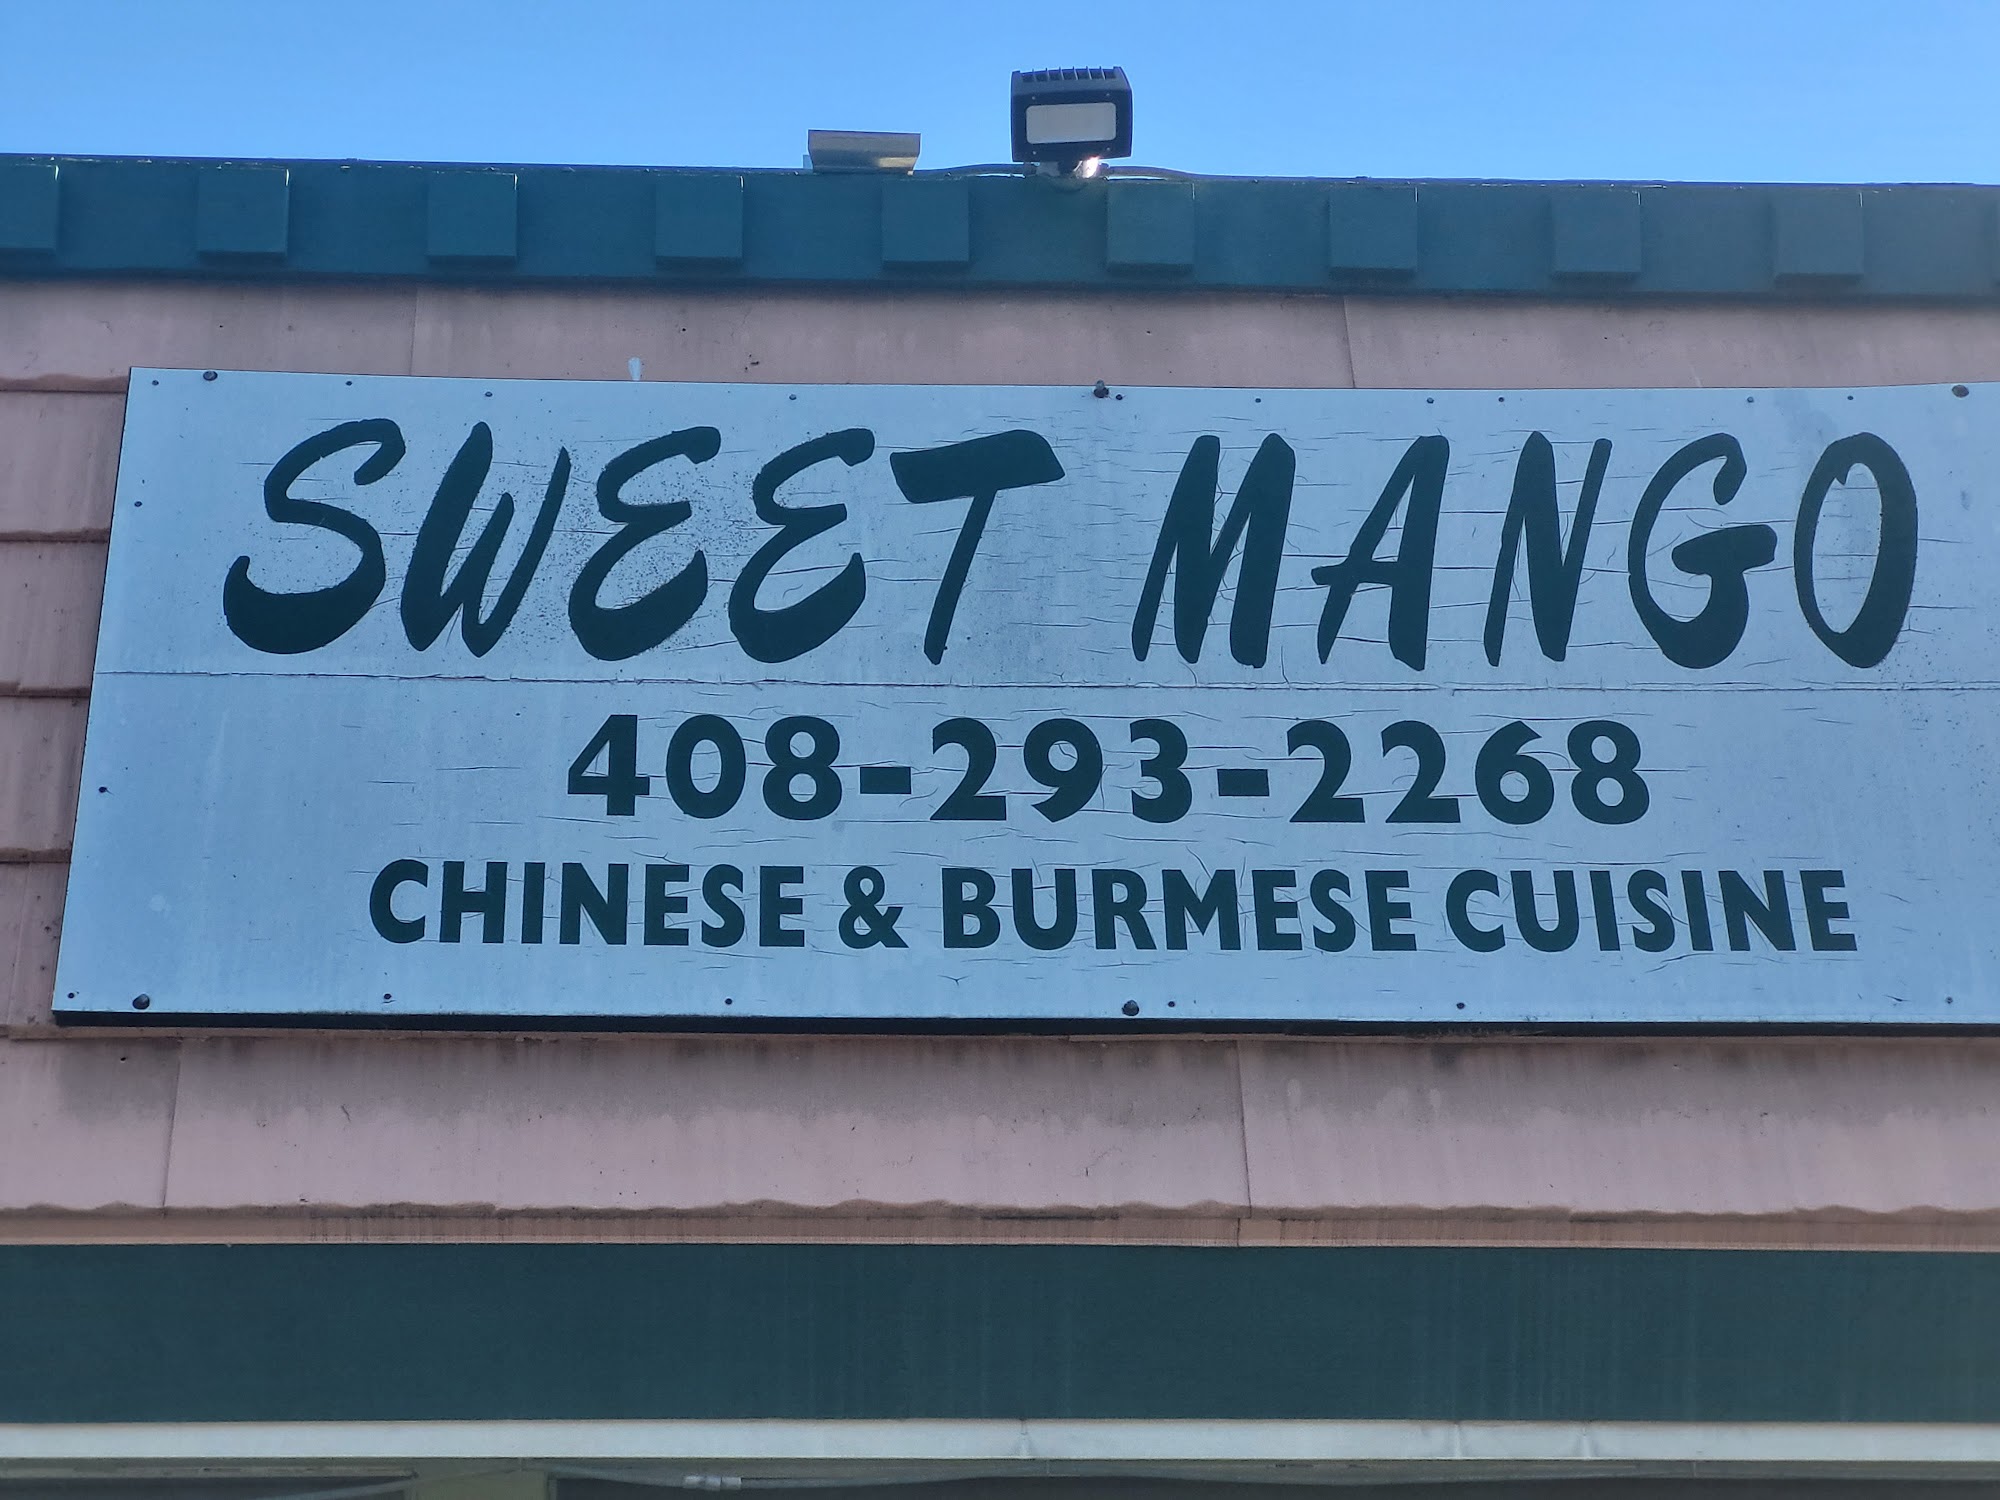 SWEET MANGO
408-293-2268
CHINESE & BURMESE CUISINE